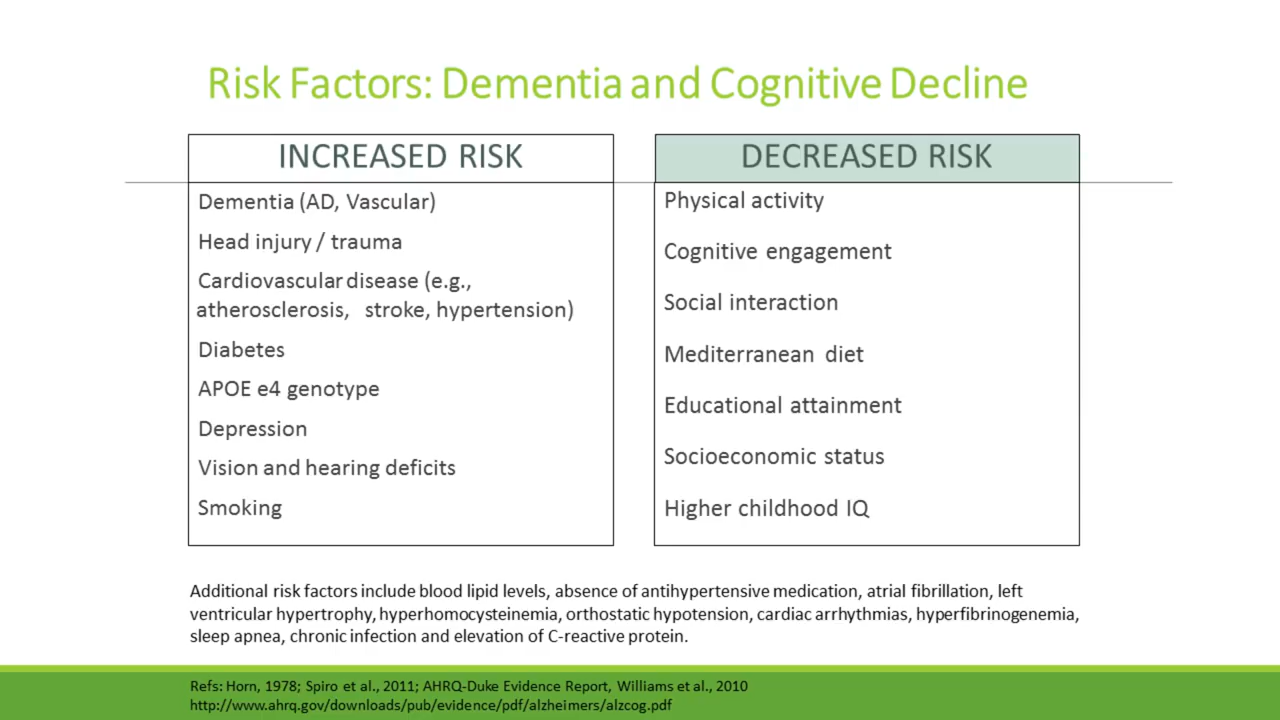 Risk Factors: Dementia and Cognitive Decline
INCREASED RISK
Dementia (AD, Vascular)
Head injury / trauma
Cardiovascular disease (e.g.,
atherosclerosis, stroke, hypertension)
Diabetes
APOE e4 genotype
Depression
Vision and hearing deficits
Smoking
DECREASED RISK
Physical activity
Cognitive engagement
Social interaction
Mediterranean diet
Educational attainment
Socioeconomic status
Higher childhood IQ
Additional risk factors include blood lipid levels, absence of antihypertensive medication, atrial fibrillation, left
ventricular hypertrophy, hyperhomocysteinemia, orthostatic hypotension, cardiac arrhythmias, hyperfibrinogenemia,
sleep apnea, chronic infection and elevation of C-reactive protein.
Refs: Horn, 1978; Spiro et al., 2011; AHRQ-Duke Evidence Report, Williams et al., 2010
http://www.ahrq.gov/downloads/pub/evidence/pdf/alzheimers/alzcog.pdf